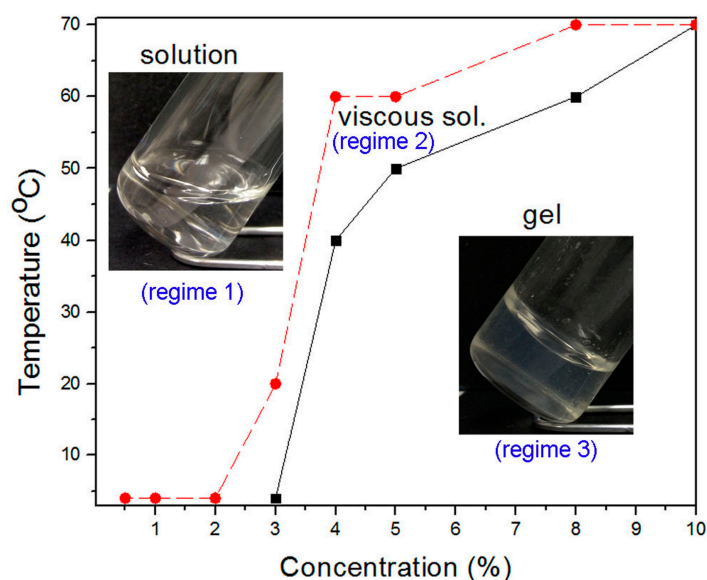 70
60
50
40
30
20
10
Temperature (⁰C)
solution
(regime 1)
viscous sol.
(regime 2)
gel
(regime 3)
1 2 3 4 5 6 7 8 9 10
Concentration (%)